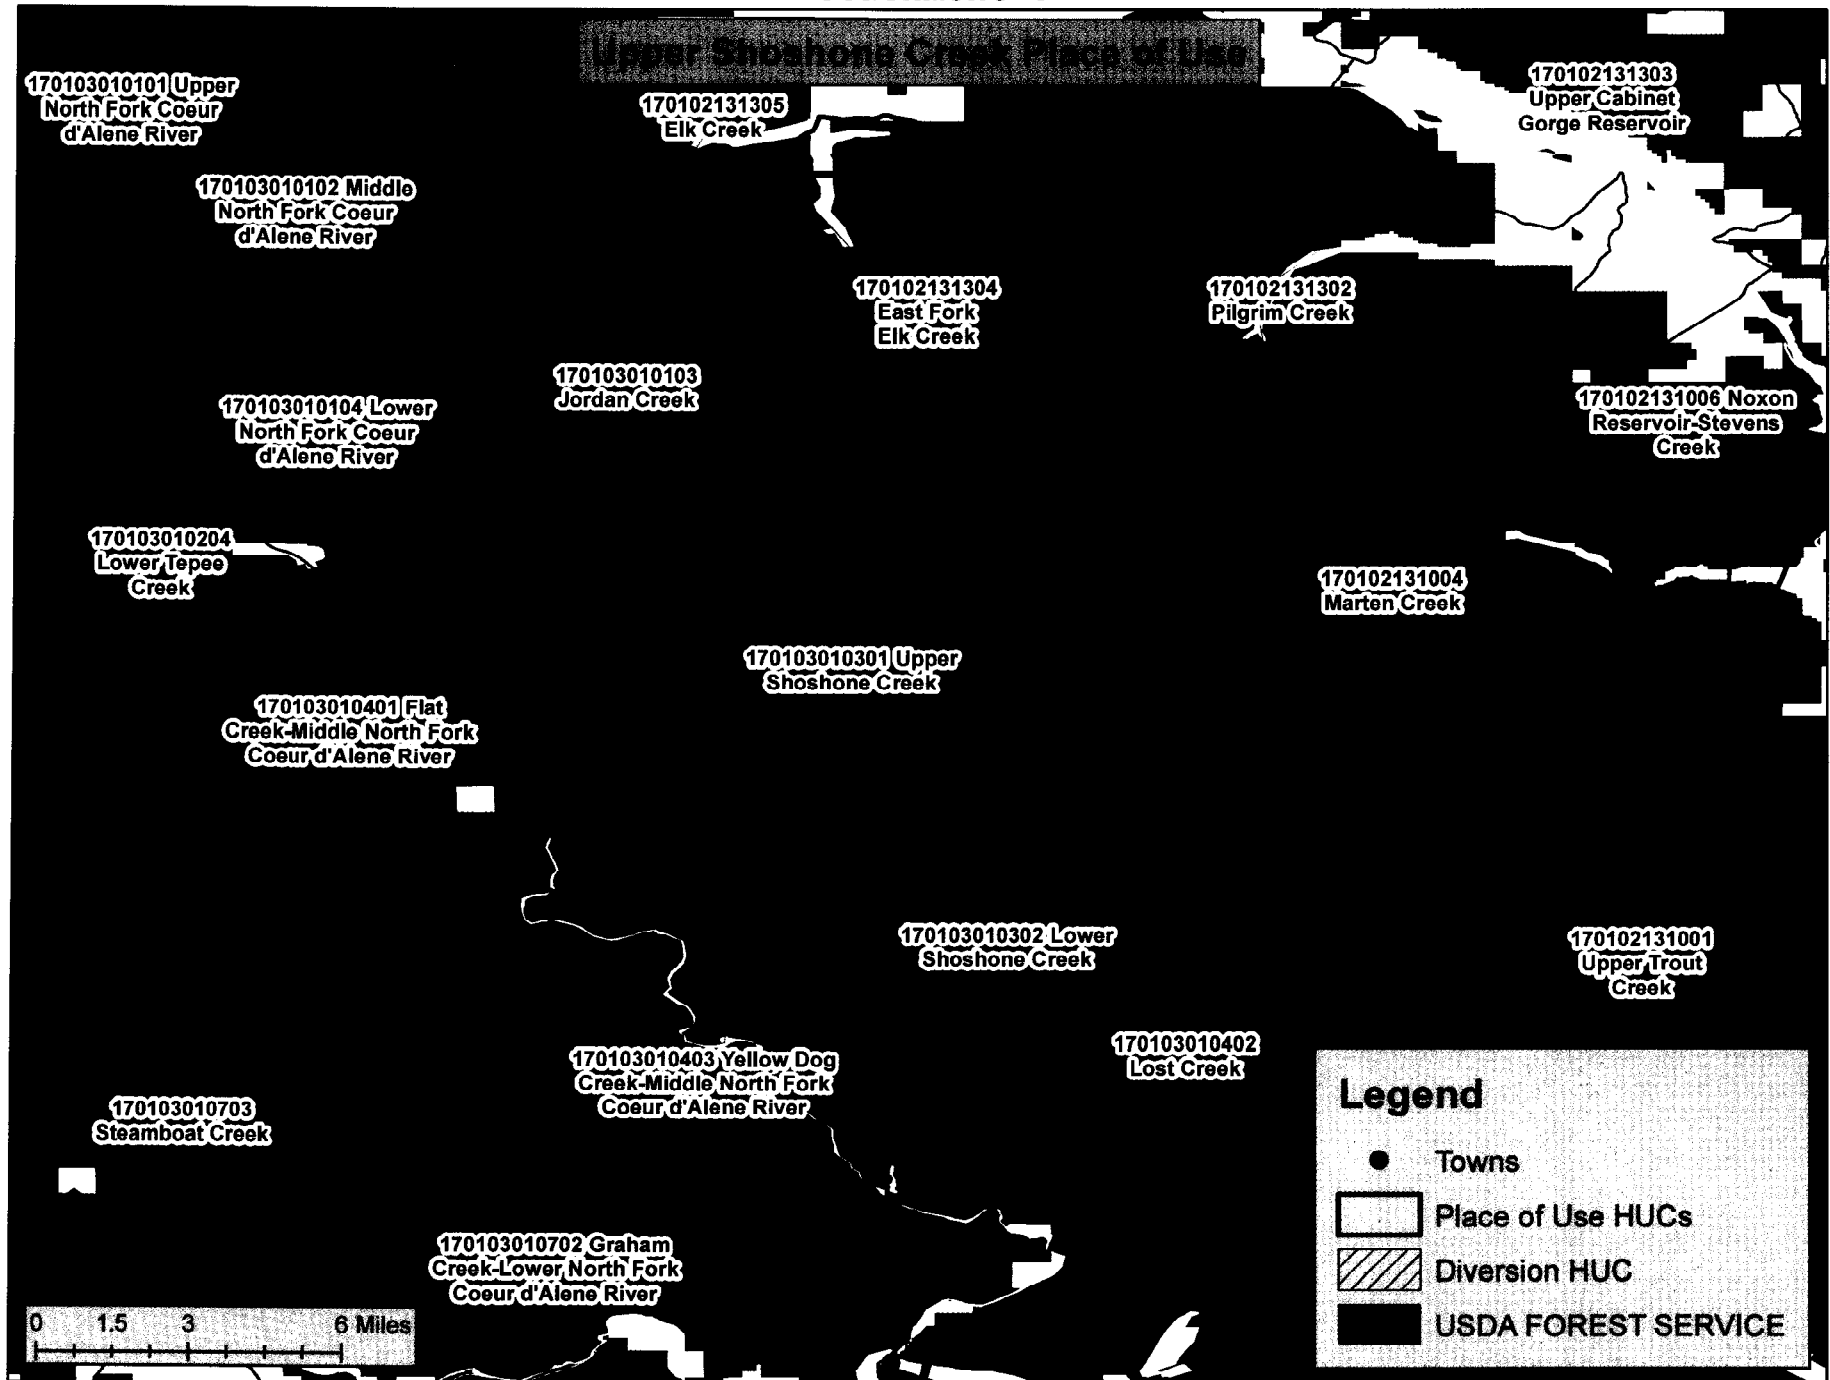 Upper Shoshone Creek Place of Use
170103010101 Upper
North Fork Coeur
d'Alene River
170102131305
Elk Creek
170102131303
Upper Cabinet
Gorge Reservoir
170103010102 Middle
North Fork Coeur
d'Alene River
170102131304
East Fork
Elk Creek
170102131302
Pilgrim Creek
170103010103
Jordan Creek
170103010104 Lower
North Fork Coeur
d'Alene River
170102131006 Noxon
Reservoir-Stevens
Creek
170103010204
Lower Tepee
Creek
170102131004
Marten Creek
170103010301 Upper
Shoshone Creek
170103010401 Flat
Creek-Middle North Fork
Coeur d'Alene River
170103010302 Lower
Shoshone Creek
170102131001
Upper Trout
Creek
170103010403 Yellow Dog
Creek-Middle North Fork
Coeur d'Alene River
170103010402
Lost Creek
170103010703
Steamboat Creek
170103010702 Graham
Creek-Lower North Fork
Coeur d'Alene River
0 1.5 3 6 Miles
Legend
Towns
Place of Use HUCs
Diversion HUC
USDA FOREST SERVICE